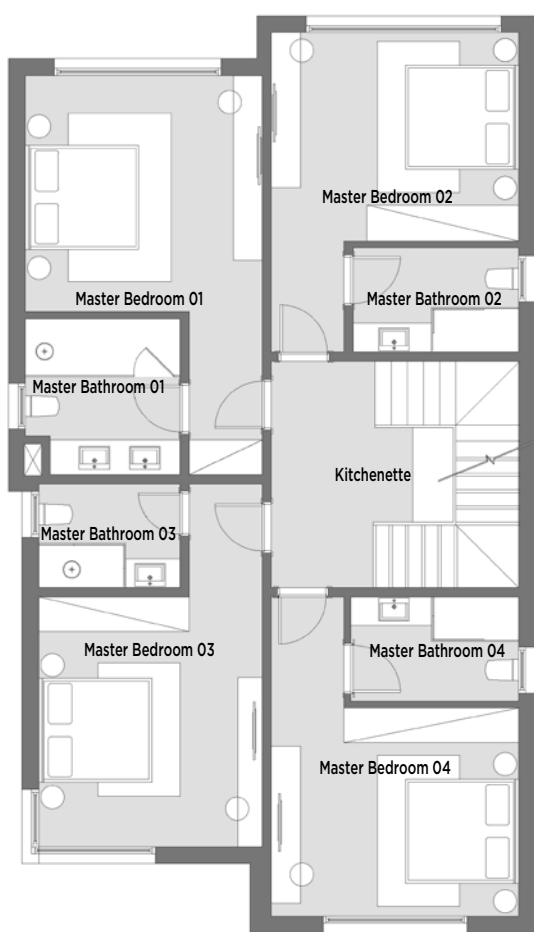 Master Bedroom 02
Master Bedroom 01
Master Bathroom 02
Master Bathroom 01
Kitchenette
Master Bathroom 03
Master Bedroom 03
Master Bathroom 04
Master Bedroom 04